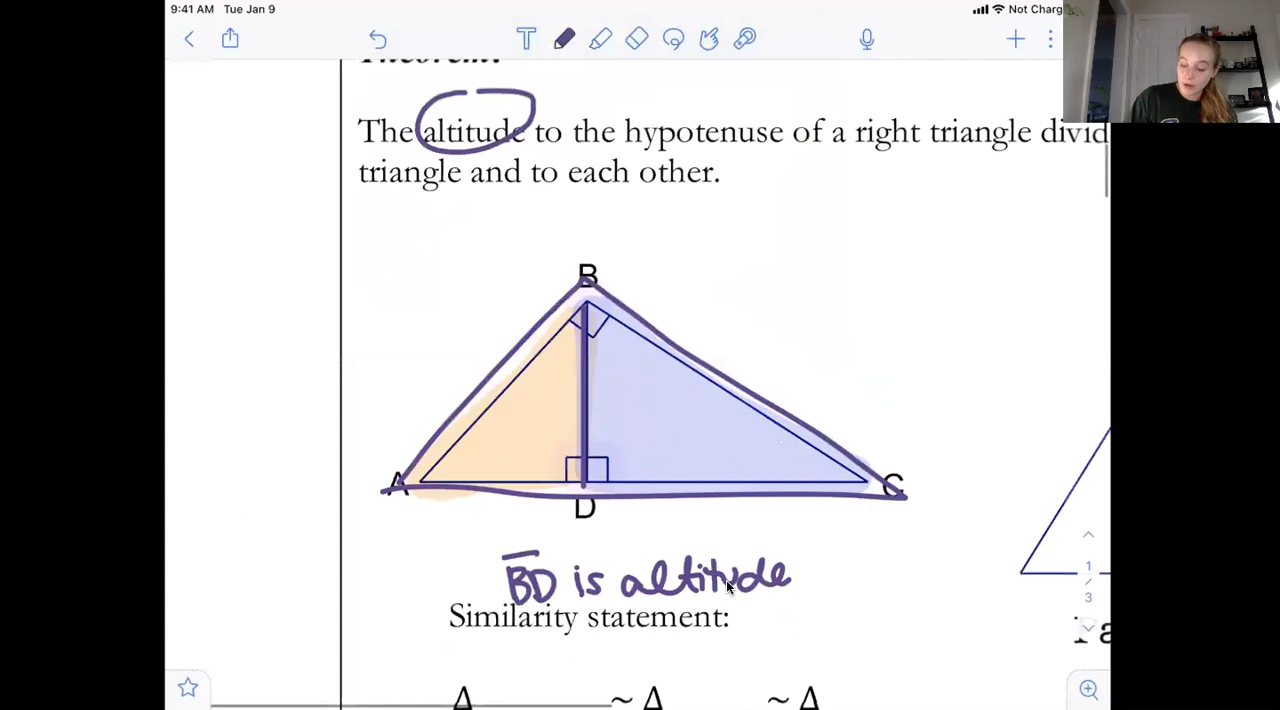 9:41 AM Tue Jan 9
Not Charg
Theorem:
The altitude to the hypotenuse of a right triangle divid
triangle and to each other.
B
A
C
D
BD is altitude
Similarity statement:
1
/
3
Δ ~ Δ ~ Δ